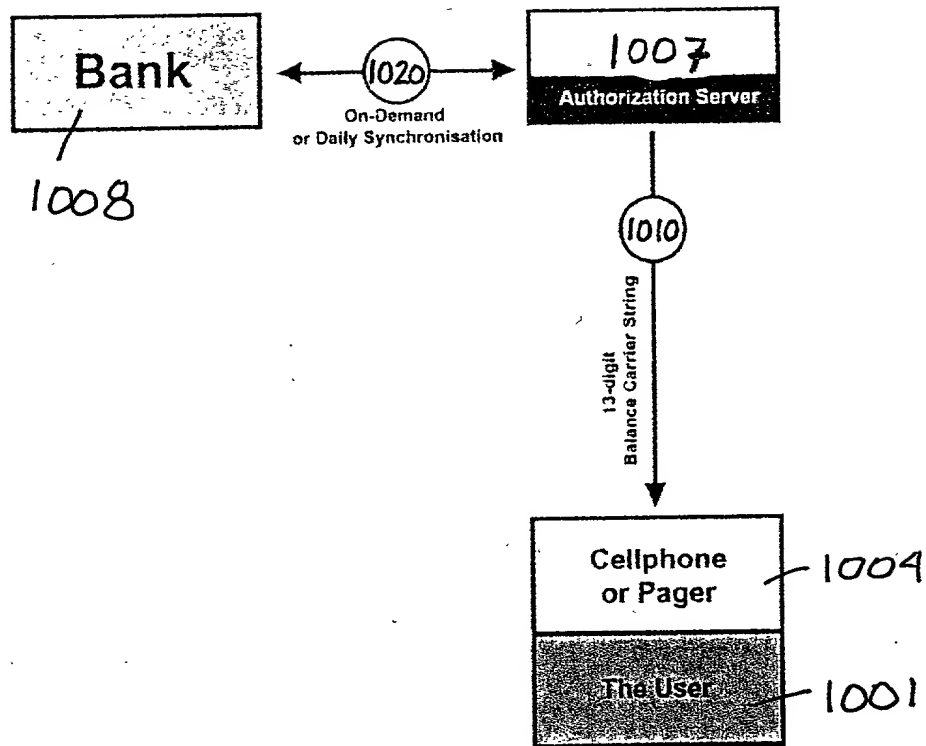 Bank
1020
1007
Authorization Server
On-Demand
or Daily Synchronisation
1008
1010
13-digit
Balance Carrier String
Cellphone
or Pager
1004
The User
1001